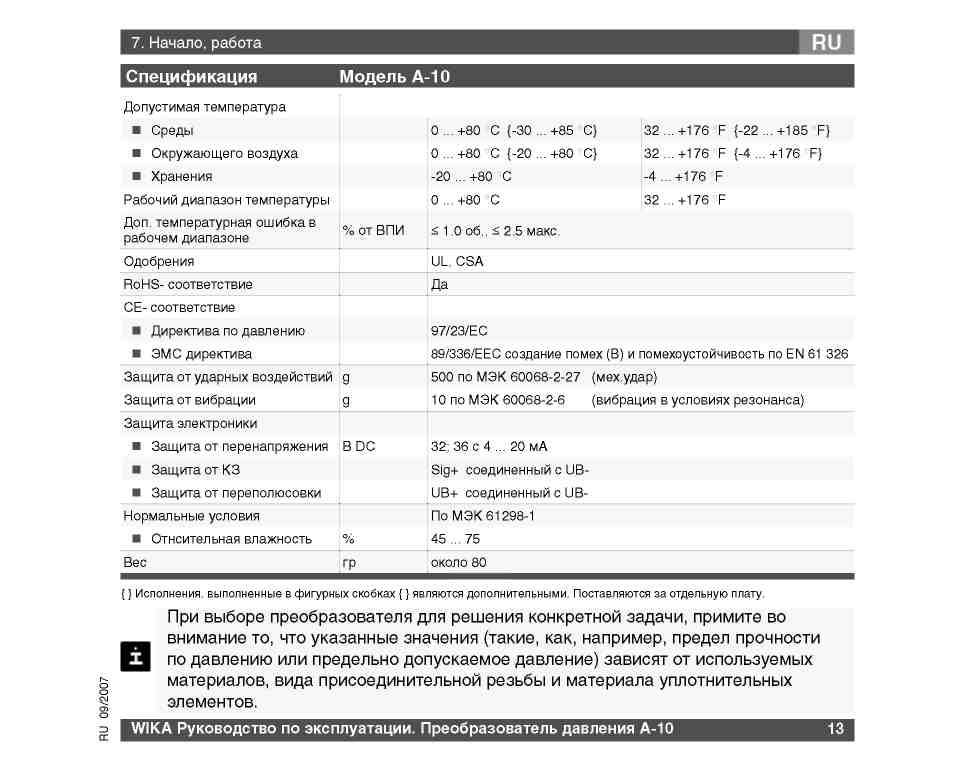 7. Начало, работа RU
Спецификация Модель А-10
Допустимая температура
■ Среды 0 ... +80 °C {-30 ... +85 °C} 32 ... +176 °F {-22 ... +185 °F}
■ Окружающего воздуха 0 ... +80 °C {-20 ... +80 °C} 32 ... +176 °F {-4 ... +176 °F}
■ Хранения -20 ... +80 °C -4 ... +176 °F
Рабочий диапазон температуры 0 ... +80 °C 32 ... +176 °F
Доп. температурная ошибка в
рабочем диапазоне % от ВПИ ≤ 1.0 об., ≤ 2.5 макс.
Одобрения UL, CSA
RoHS- соответствие Да
CE- соответствие
■ Директива по давлению 97/23/EC
■ ЭМС директива 89/336/EEC создание помех (B) и помехоустойчивость по EN 61 326
Защита от ударных воздействий g 500 по МЭК 60068-2-27 (мех.удар)
Защита от вибрации g 10 по МЭК 60068-2-6 (вибрация в условиях резонанса)
Защита электроники
■ Защита от перенапряжения В DC 32; 36 с 4 ... 20 мА
■ Защита от КЗ Sig+ соединенный с UB-
■ Защита от переполюсовки UB+ соединенный с UB-
Нормальные условия По МЭК 61298-1
■ Отнсительная влажность % 45 ... 75
Вес гр около 80
{ } Исполнения, выполненные в фигурных скобках { } являются дополнительными. Поставляются за отдельную плату.
При выборе преобразователя для решения конкретной задачи, примите во
внимание то, что указанные значения (такие, как, например, предел прочности
по давлению или предельно допускаемое давление) зависят от используемых
материалов, вида присоединительной резьбы и материала уплотнительных
элементов.
RU 09/2007
WIKA Руководство по эксплуатации. Преобразователь давления А-10 13